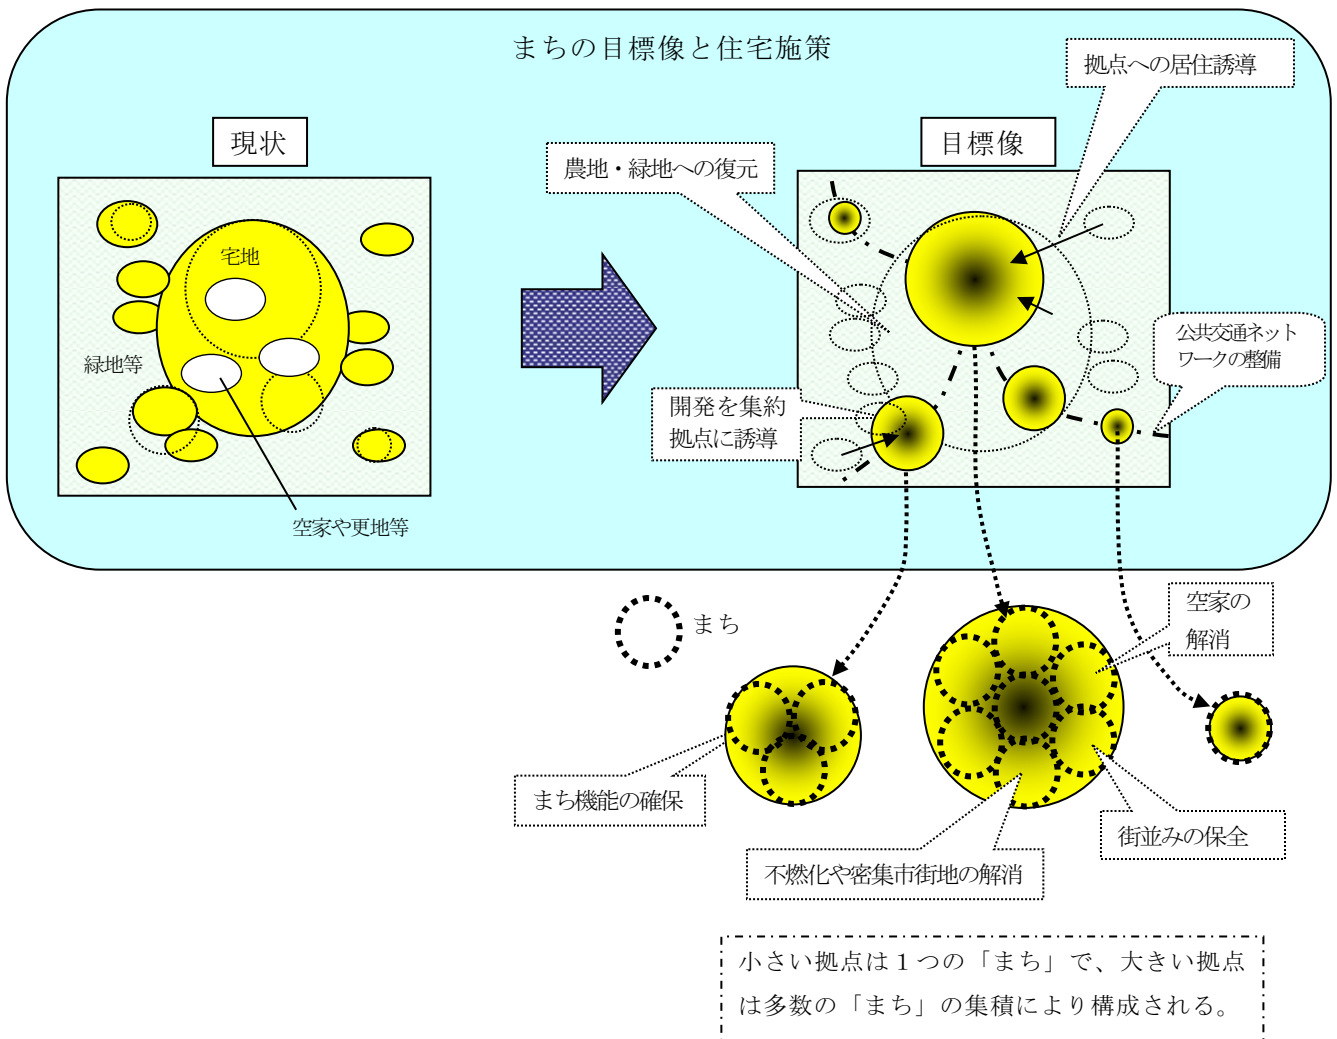 まちの目標像と住宅施策
拠点への居住誘導
現状
目標像
農地・緑地への復元
宅地
緑地等
公共交通ネット
ワークの整備
開発を集約
拠点に誘導
空家や更地等
空家の
解消
まち
まち機能の確保
街並みの保全
不燃化や密集市街地の解消
小さい拠点は１つの「まち」で、大きい拠点
は多数の「まち」の集積により構成される。